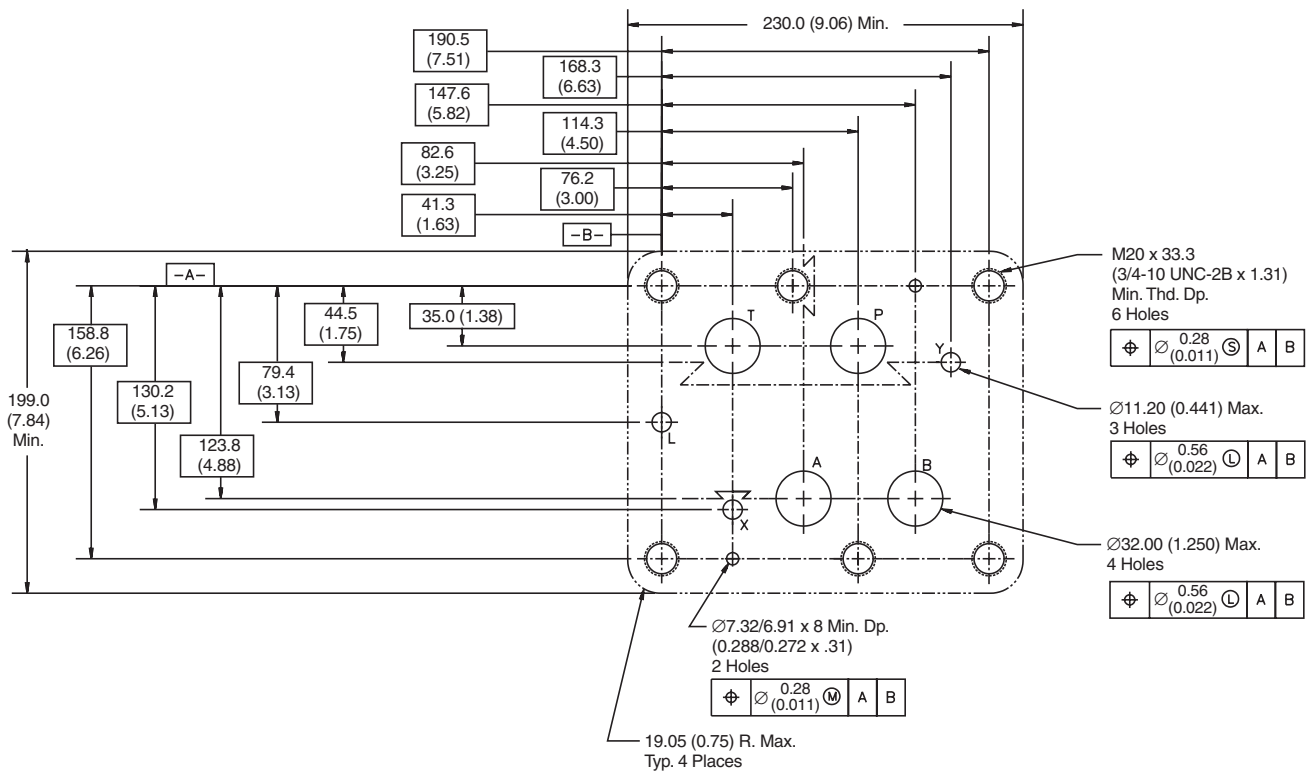 230.0 (9.06) Min.
190.5
(7.51)
168.3
(6.63)
147.6
(5.82)
114.3
(4.50)
82.6
(3.25)
76.2
(3.00)
41.3
(1.63)
-B-
-A-
44.5
(1.75)
35.0 (1.38)
158.8
(6.26)
79.4
(3.13)
130.2
(5.13)
199.0
(7.84)
Min.
123.8
(4.88)
T
P
Y
L
A
B
X
M20 x 33.3
(3/4-10 UNC-2B x 1.31)
Min. Thd. Dp.
6 Holes
⌖ ∅ 0.28 Ⓢ A B
(0.011)
∅11.20 (0.441) Max.
3 Holes
⌖ ∅ 0.56 Ⓛ A B
(0.022)
∅32.00 (1.250) Max.
4 Holes
⌖ ∅ 0.56 Ⓛ A B
(0.022)
∅7.32/6.91 x 8 Min. Dp.
(0.288/0.272 x .31)
2 Holes
⌖ ∅ 0.28 Ⓜ A B
(0.011)
19.05 (0.75) R. Max.
Typ. 4 Places